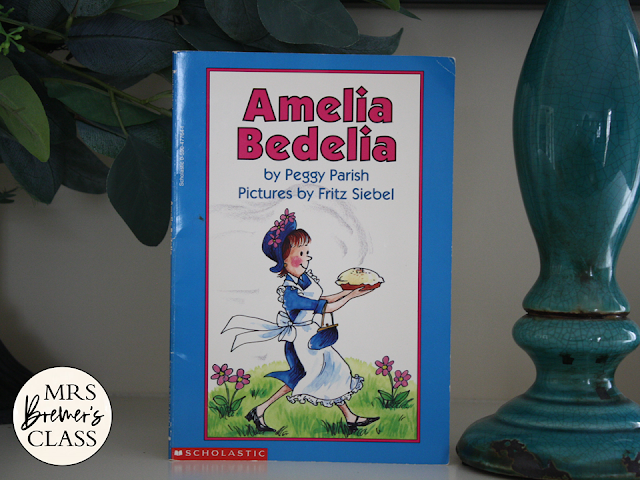 Amelia
Bedelia
by Peggy Parish
Pictures by Fritz Siebel
SCHOLASTIC
MRS
Bremer's
CLASS